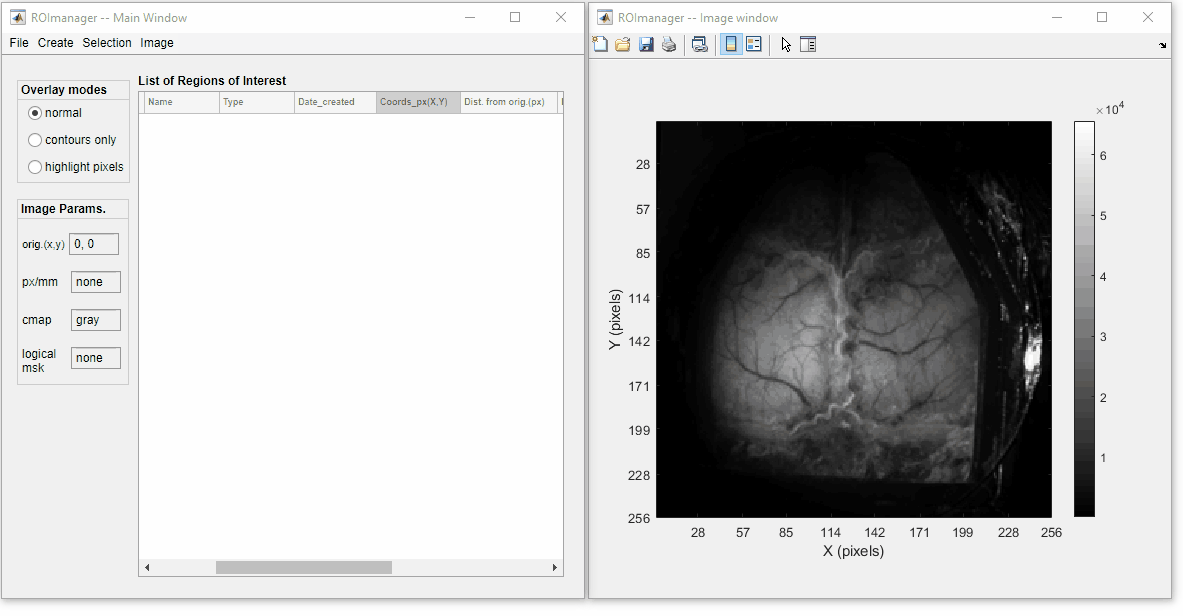 ROImanager -- Main Window
File Create Selection Image
Overlay modes
normal
contours only
highlight pixels
Image Params.
orig.(x,y) 0, 0
px/mm none
cmap gray
logical
msk none
List of Regions of Interest
Name Type Date_created Coords_px(X,Y) Dist. from orig.(px)
ROImanager -- Image window
×10^4
28
57
85
114
142
171
199
228
256
Y (pixels)
28 57 85 114 142 171 199 228 256
X (pixels)
6
5
4
3
2
1